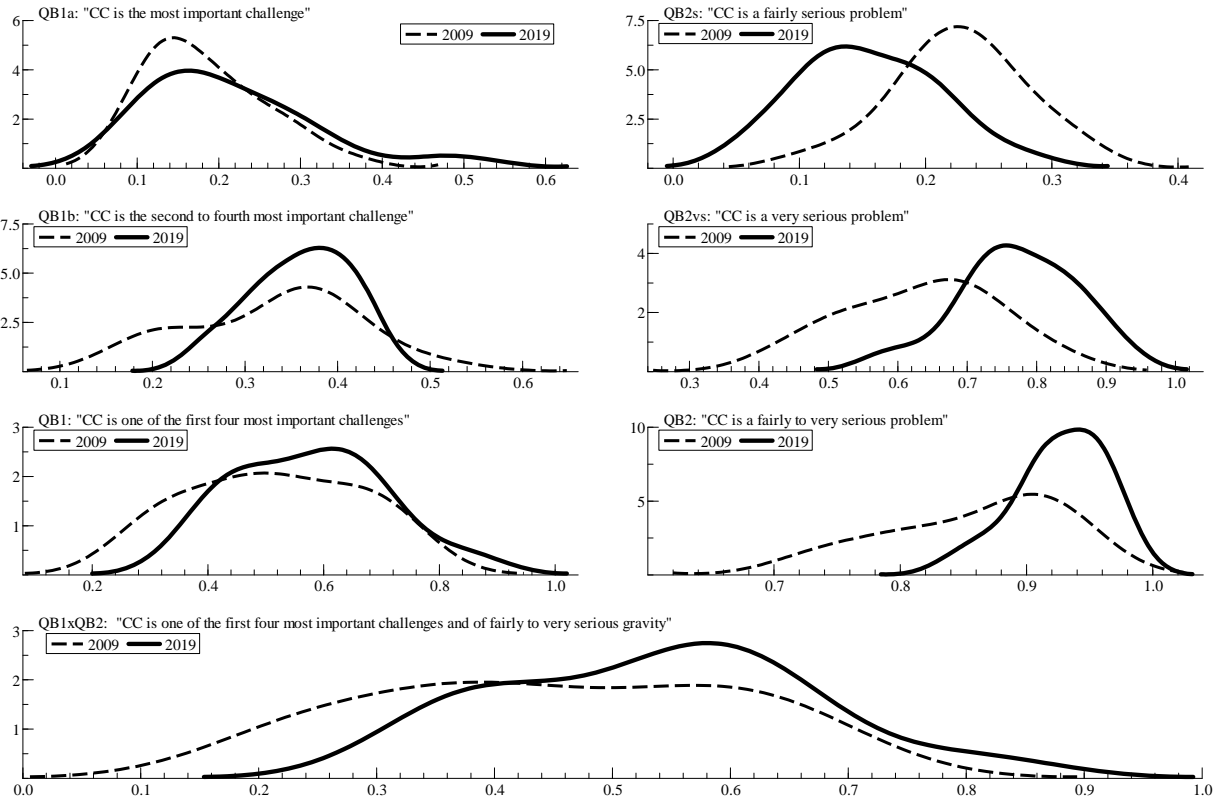 QB1a: "CC is the most important challenge"
2009 2019
6
4
2
0.0 0.1 0.2 0.3 0.4 0.5 0.6
QB2s: "CC is a fairly serious problem"
2009 2019
7.5
5.0
2.5
0.0 0.1 0.2 0.3 0.4
QB1b: "CC is the second to fourth most important challenge"
2009 2019
7.5
5.0
2.5
0.1 0.2 0.3 0.4 0.5 0.6
QB2vs: "CC is a very serious problem"
2009 2019
4
2
0.3 0.4 0.5 0.6 0.7 0.8 0.9 1.0
QB1: "CC is one of the first four most important challenges"
2009 2019
3
2
1
0.2 0.4 0.6 0.8 1.0
QB2: "CC is a fairly to very serious problem"
2009 2019
10
5
0.7 0.8 0.9 1.0
QB1xQB2: "CC is one of the first four most important challenges and of fairly to very serious gravity"
2009 2019
3
2
1
0.0 0.1 0.2 0.3 0.4 0.5 0.6 0.7 0.8 0.9 1.0